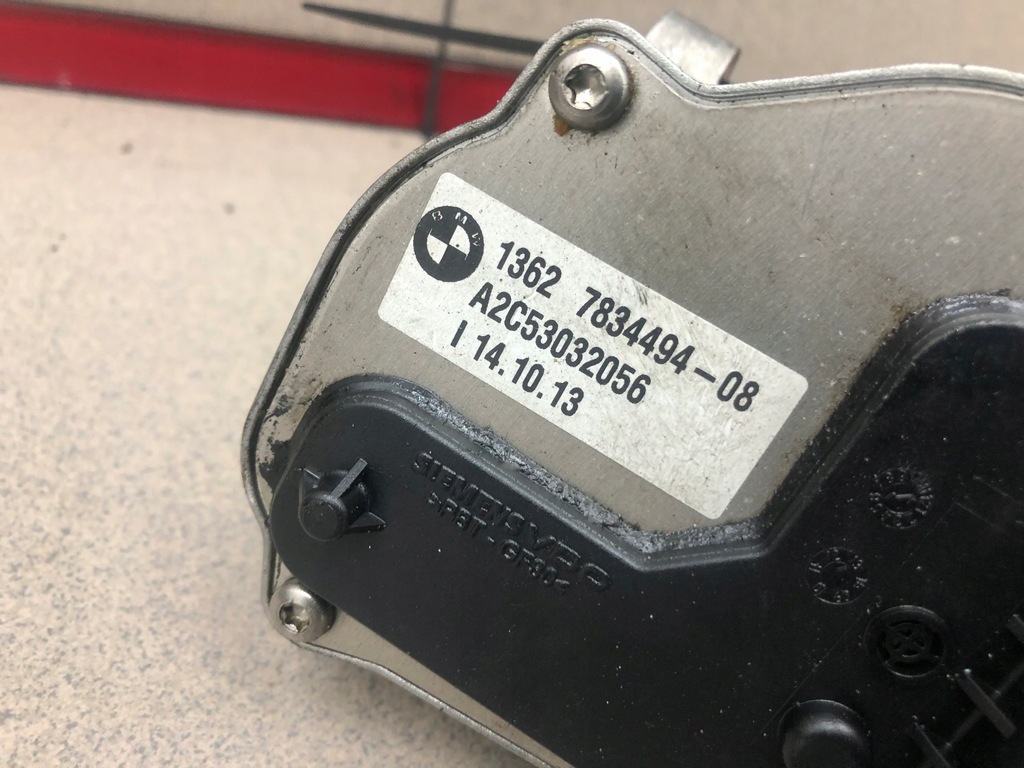 BMW
1362 7834494-08
A2C53032056
I 14.10.13
SIEMENS VDO